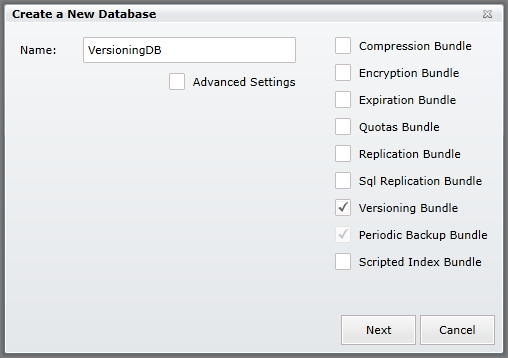 Create a New Database
Name: VersioningDB
Advanced Settings
Compression Bundle
Encryption Bundle
Expiration Bundle
Quotas Bundle
Replication Bundle
Sql Replication Bundle
Versioning Bundle
Periodic Backup Bundle
Scripted Index Bundle
Next Cancel